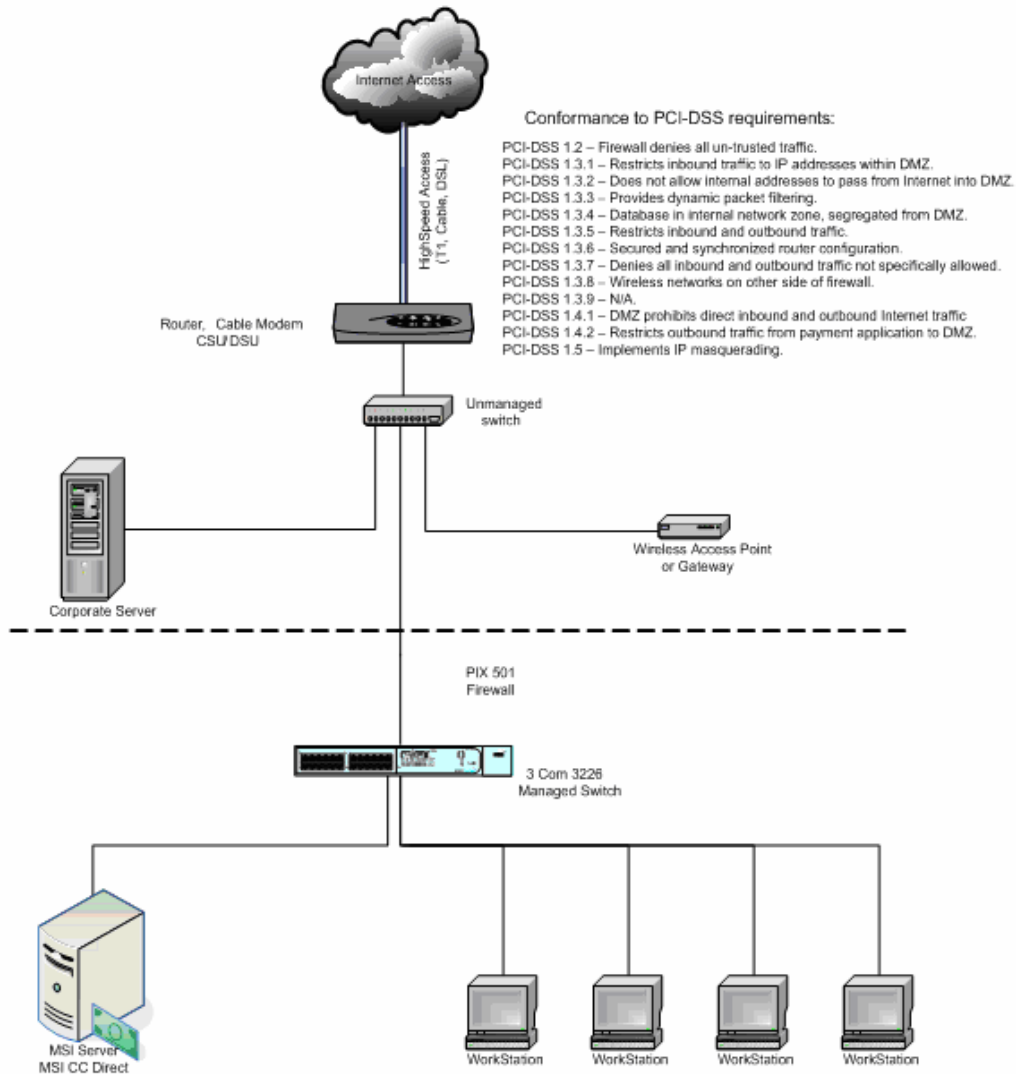 Internet Access
HighSpeed Access
(T1, Cable, DSL)
Conformance to PCI-DSS requirements:
PCI-DSS 1.2 – Firewall denies all un-trusted traffic.
PCI-DSS 1.3.1 – Restricts inbound traffic to IP addresses within DMZ.
PCI-DSS 1.3.2 – Does not allow internal addresses to pass from Internet into DMZ.
PCI-DSS 1.3.3 – Provides dynamic packet filtering.
PCI-DSS 1.3.4 – Database in internal network zone, segregated from DMZ.
PCI-DSS 1.3.5 – Restricts inbound and outbound traffic.
PCI-DSS 1.3.6 – Secured and synchronized router configuration.
PCI-DSS 1.3.7 – Denies all inbound and outbound traffic not specifically allowed.
PCI-DSS 1.3.8 – Wireless networks on other side of firewall.
PCI-DSS 1.3.9 – N/A.
PCI-DSS 1.4.1 – DMZ prohibits direct inbound and outbound Internet traffic
PCI-DSS 1.4.2 – Restricts outbound traffic from payment application to DMZ.
PCI-DSS 1.5 – Implements IP masquerading.
Router, Cable Modem
CSU/DSU
Unmanaged
switch
Wireless Access Point
or Gateway
Corporate Server
PIX 501
Firewall
3 Com 3226
Managed Switch
MSI Server
MSI CC Direct
WorkStation
WorkStation
WorkStation
WorkStation